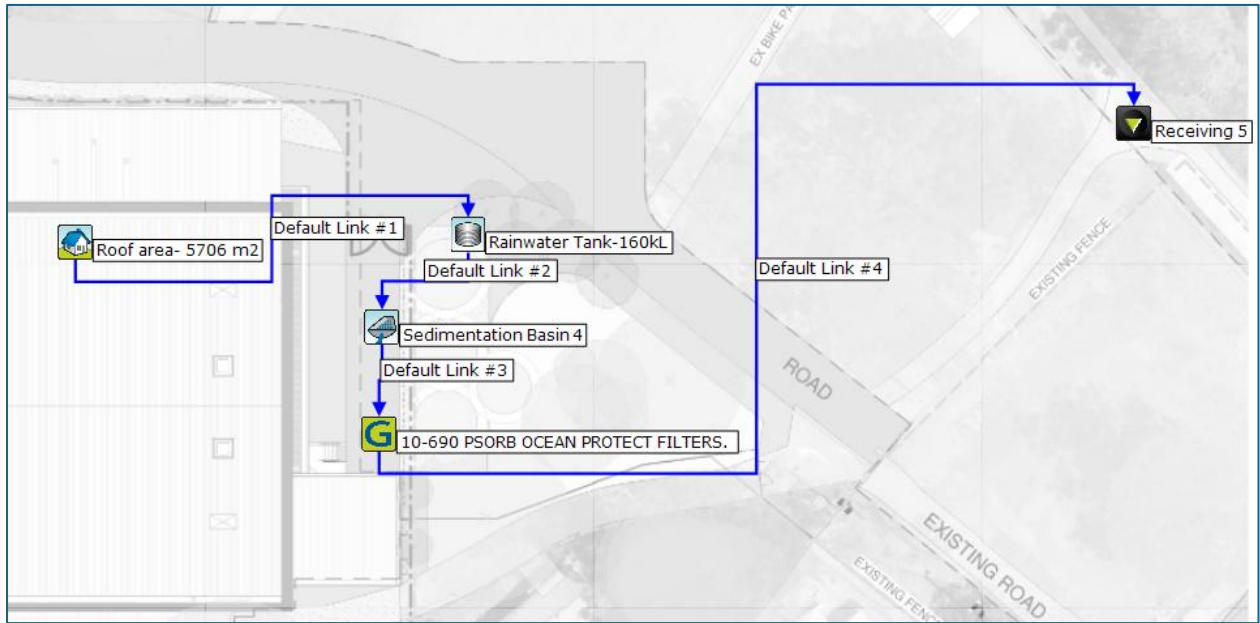 EX BIKE PA
Receiving 5
Default Link #1
Roof area- 5706 m2
Rainwater Tank-160kL
Default Link #2
Default Link #4
EXISTING FENCE
Sedimentation Basin 4
Default Link #3
ROAD
G
10-690 PSORB OCEAN PROTECT FILTERS.
EXISTING ROAD
EXISTING FENC